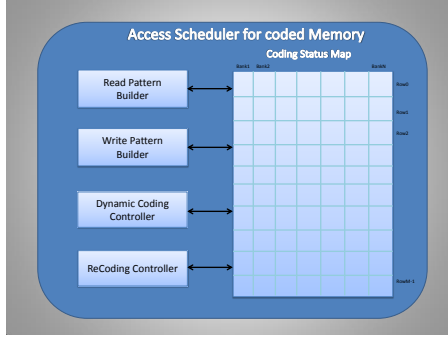 Access Scheduler for coded Memory
Coding Status Map
Bank1 Bank2 BankN
Read Pattern
Builder
Row0
Row1
Write Pattern
Builder
Row2
Dynamic Coding
Controller
ReCoding Controller
RowM-1